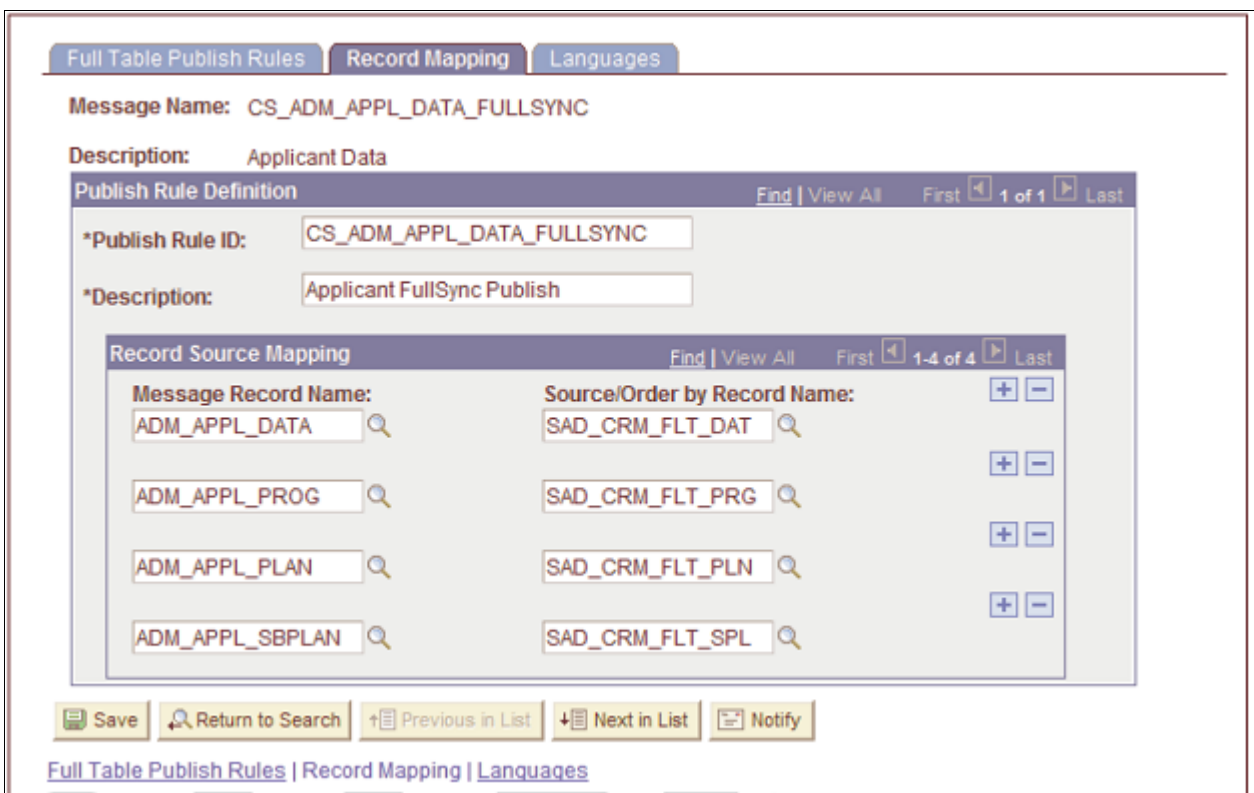 Full Table Publish Rules Record Mapping Languages
Message Name: CS_ADM_APPL_DATA_FULLSYNC
Description: Applicant Data
Publish Rule Definition Find | View All First 1 of 1 Last
*Publish Rule ID: CS_ADM_APPL_DATA_FULLSYNC
*Description: Applicant FullSync Publish
Record Source Mapping Find | View All First 1-4 of 4 Last
Message Record Name: Source/Order by Record Name:
ADM_APPL_DATA SAD_CRM_FLT_DAT
ADM_APPL_PROG SAD_CRM_FLT_PRG
ADM_APPL_PLAN SAD_CRM_FLT_PLN
ADM_APPL_SBPLAN SAD_CRM_FLT_SPL
Save Return to Search Previous in List Next in List Notify
Full Table Publish Rules | Record Mapping | Languages